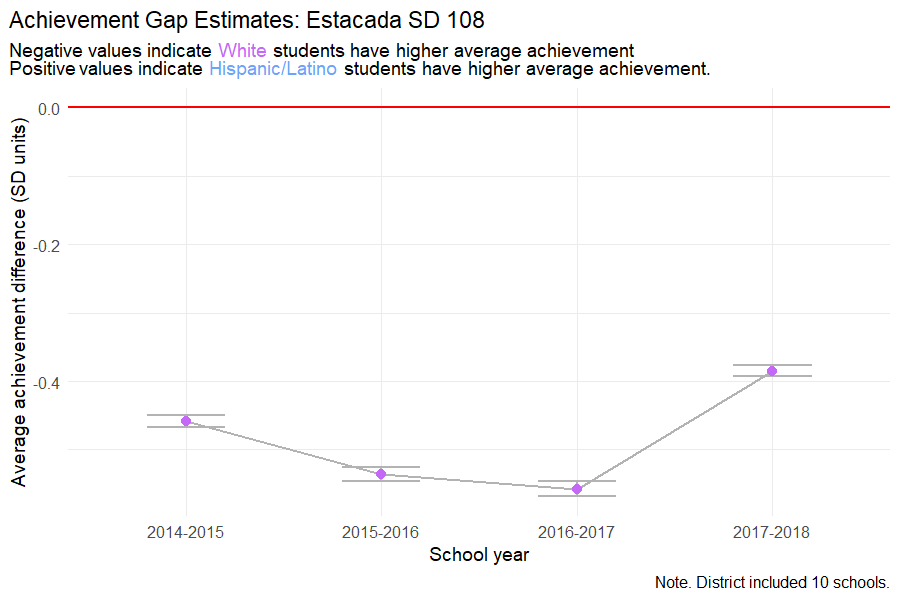 Achievement Gap Estimates: Estacada SD 108
Negative values indicate White students have higher average achievement
Positive values indicate Hispanic/Latino students have higher average achievement.
Average achievement difference (SD units)
0.0
-0.2
-0.4
2014-2015
2015-2016
2016-2017
2017-2018
School year
Note. District included 10 schools.